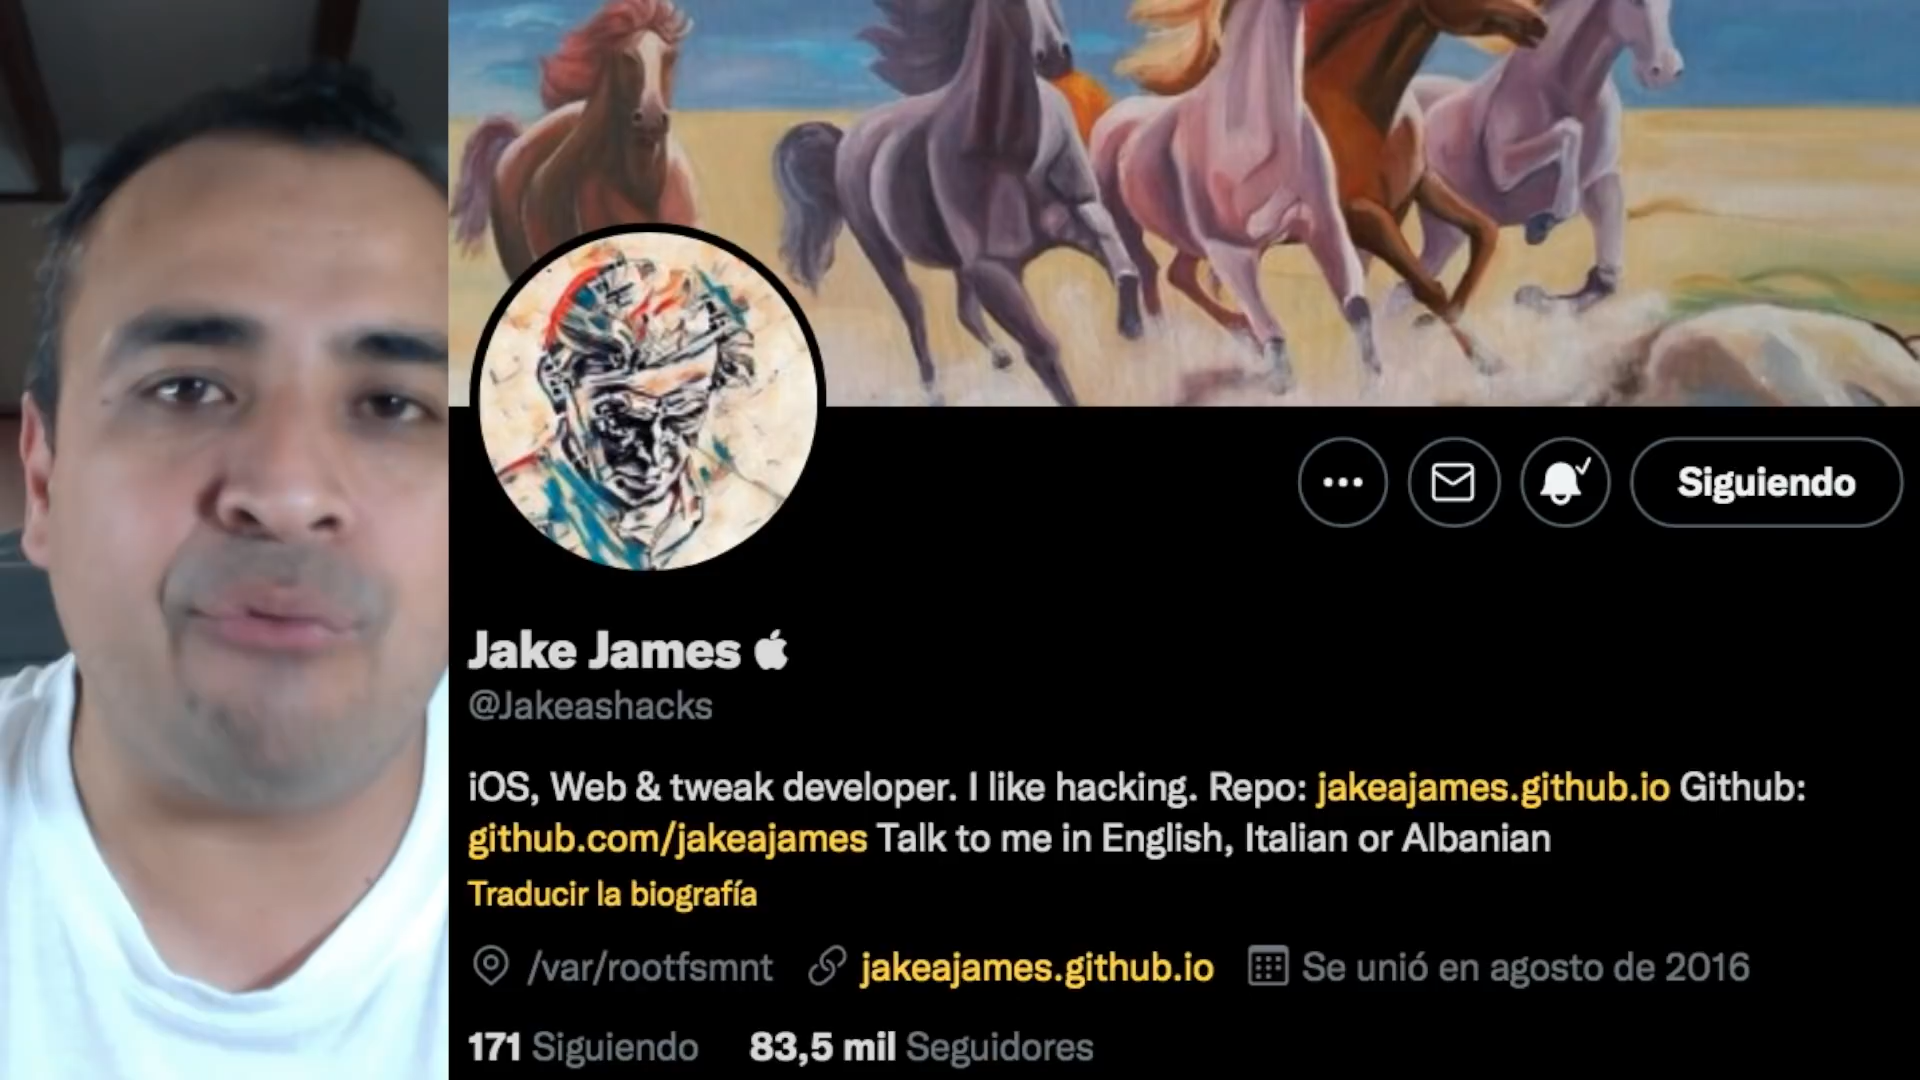 Siguiendo
Jake James
@Jakeashacks
iOS, Web & tweak developer. I like hacking. Repo: jakeajames.github.io Github:
github.com/jakeajames Talk to me in English, Italian or Albanian
Traducir la biografía
/var/rootfsmnt jakeajames.github.io Se unió en agosto de 2016
171 Siguiendo 83,5 mil Seguidores